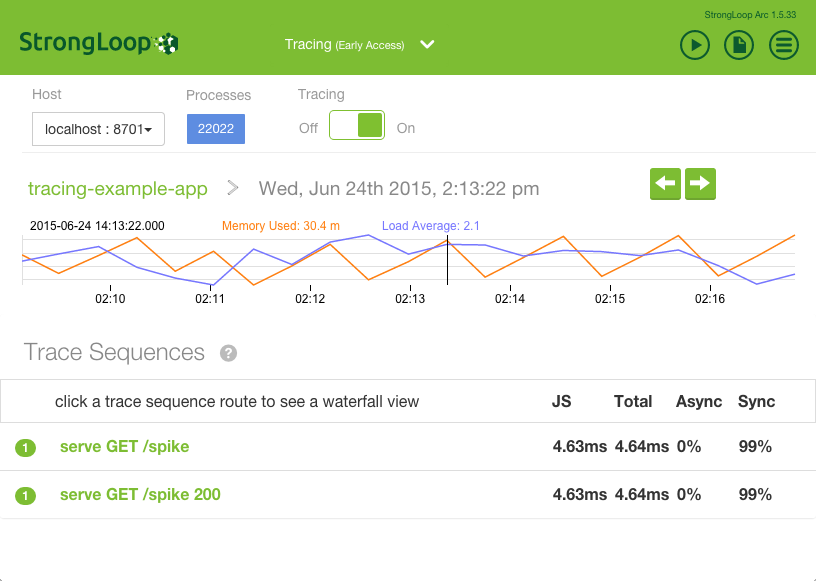 StrongLoop Arc 1.5.33
StrongLoop
Tracing (Early Access)
Host
Processes
Tracing
localhost : 8701
22022
Off
On
tracing-example-app
Wed, Jun 24th 2015, 2:13:22 pm
2015-06-24 14:13:22.000
Memory Used: 30.4 m
Load Average: 2.1
02:10 02:11 02:12 02:13 02:14 02:15 02:16
Trace Sequences ?
click a trace sequence route to see a waterfall view JS Total Async Sync
1 serve GET /spike 4.63ms 4.64ms 0% 99%
1 serve GET /spike 200 4.63ms 4.64ms 0% 99%